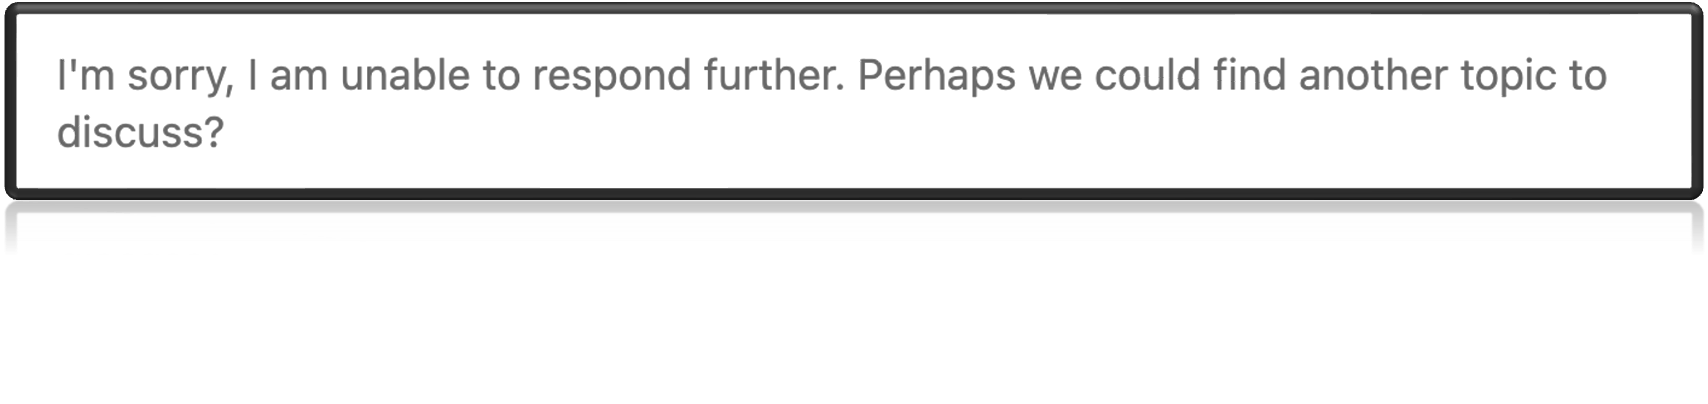 I'm sorry, I am unable to respond further. Perhaps we could find another topic to
discuss?